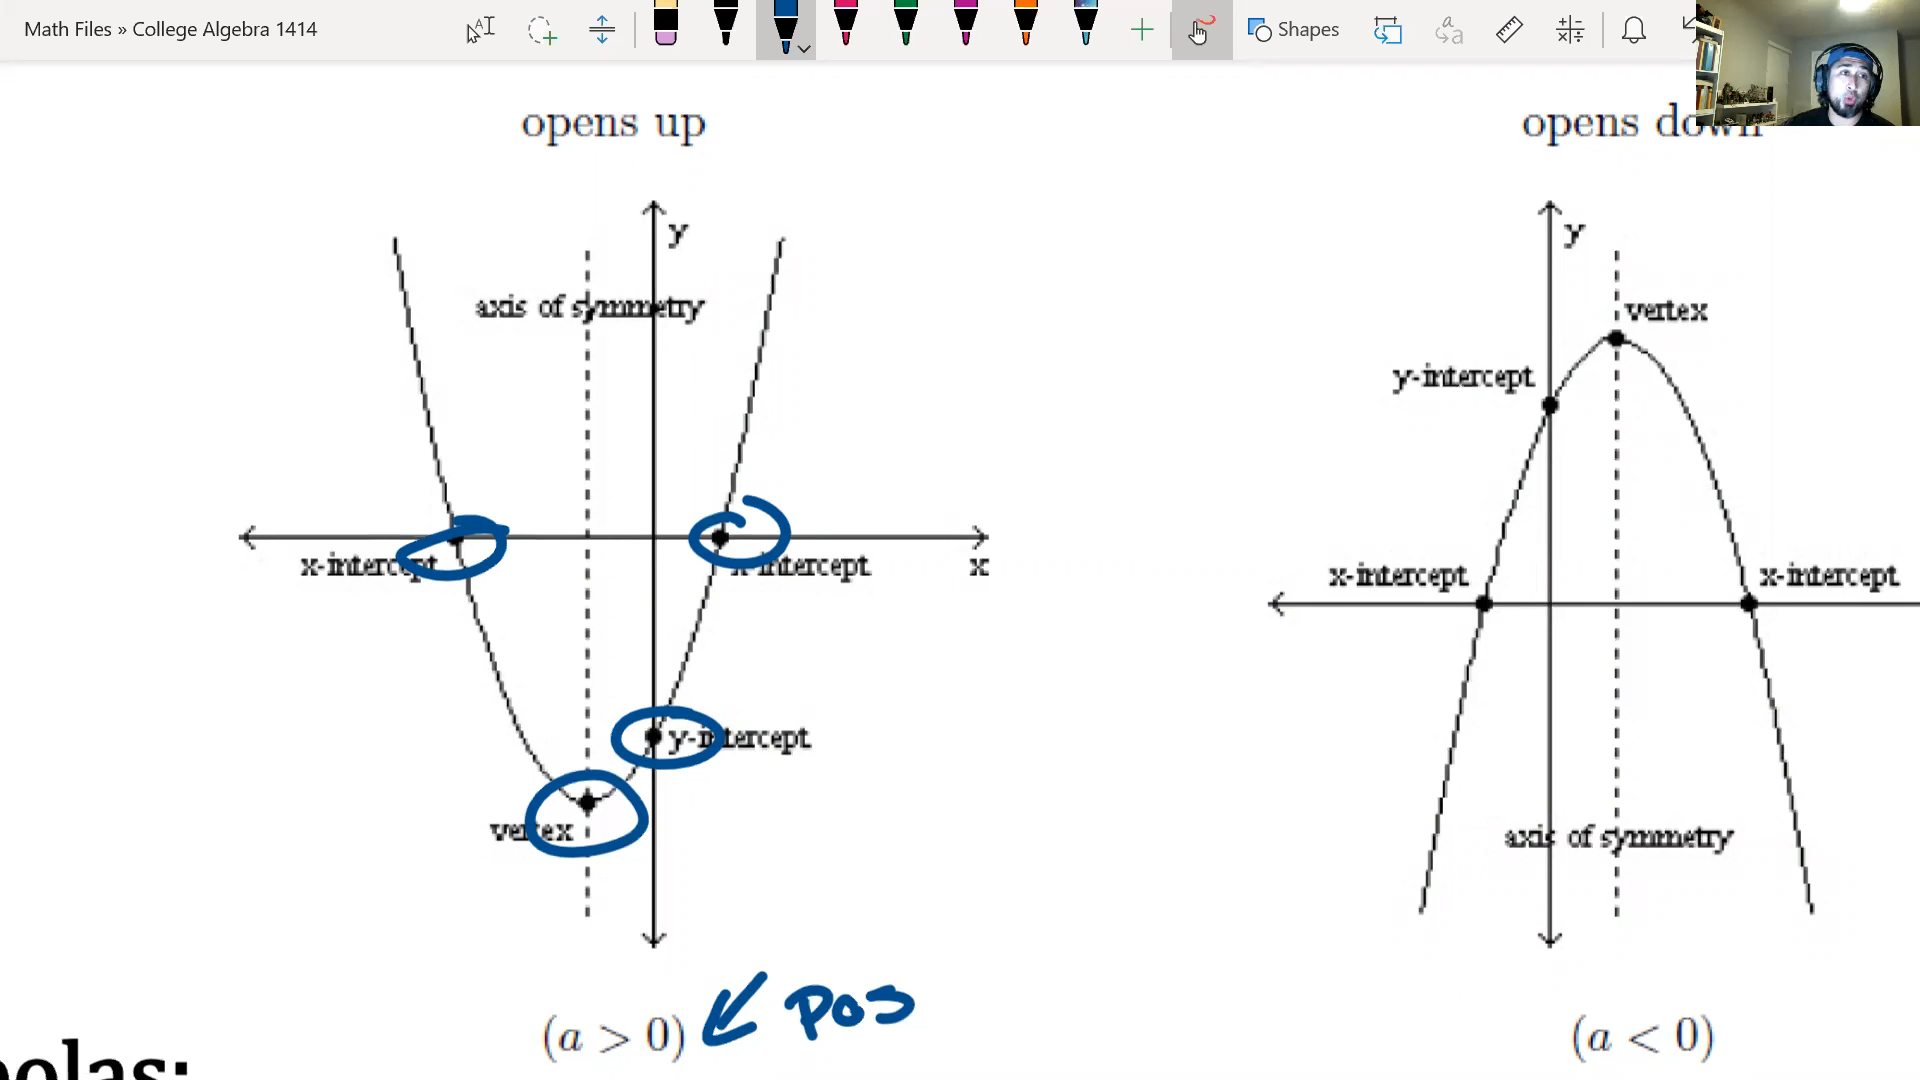 Math Files » College Algebra 1414
Shapes
opens up
opens down
y
axis of symmetry
x-intercept
x-intercept
x
y-intercept
vertex
(a > 0)
pos
y
vertex
y-intercept
x-intercept
x-intercept
axis of symmetry
(a < 0)
olas: